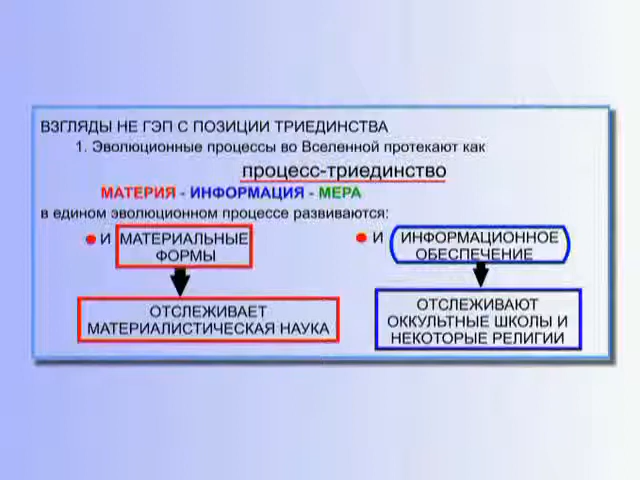 ВЗГЛЯДЫ НЕ ГЭП С ПОЗИЦИИ ТРИЕДИНСТВА
1. Эволюционные процессы во Вселенной протекают как
процесс-триединство
МАТЕРИЯ - ИНФОРМАЦИЯ - МЕРА
в едином эволюционном процессе развиваются:
И МАТЕРИАЛЬНЫЕ
ФОРМЫ
И ИНФОРМАЦИОННОЕ
ОБЕСПЕЧЕНИЕ
ОТСЛЕЖИВАЕТ
МАТЕРИАЛИСТИЧЕСКАЯ НАУКА
ОТСЛЕЖИВАЮТ
ОККУЛЬТНЫЕ ШКОЛЫ И
НЕКОТОРЫЕ РЕЛИГИИ